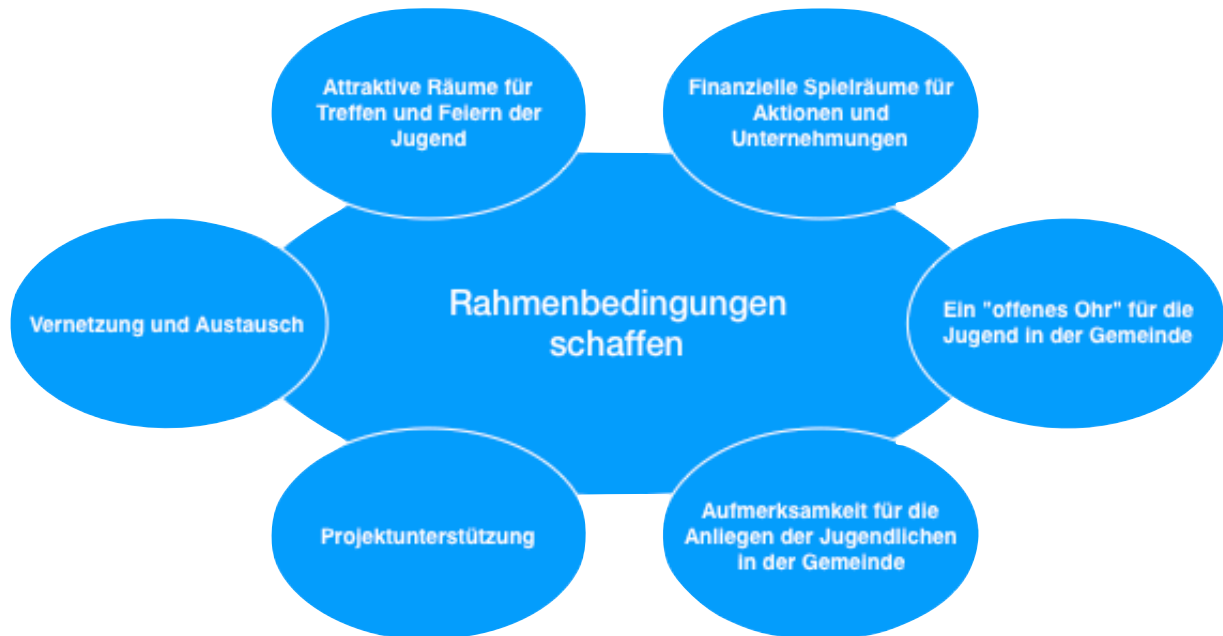 Attraktive Räume für
Treffen und Feiern der
Jugend
Finanzielle Spielräume für
Aktionen und
Unternehmungen
Vernetzung und Austausch
Rahmenbedingungen
schaffen
Ein "offenes Ohr" für die
Jugend in der Gemeinde
Projektunterstützung
Aufmerksamkeit für die
Anliegen der Jugendlichen
in der Gemeinde